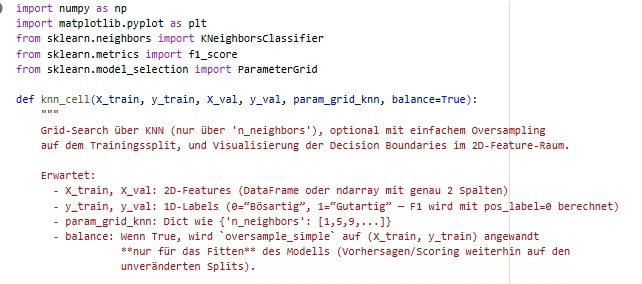 import numpy as np
import matplotlib.pyplot as plt
from sklearn.neighbors import KNeighborsClassifier
from sklearn.metrics import f1_score
from sklearn.model_selection import ParameterGrid

def knn_cell(X_train, y_train, X_val, y_val, param_grid_knn, balance=True):
    """
    Grid-Search über KNN (nur über 'n_neighbors'), optional mit einfachem Oversampling
    auf dem Trainingssplit, und Visualisierung der Decision Boundaries im 2D-Feature-Raum.

    Erwartet:
      - X_train, X_val: 2D-Features (DataFrame oder ndarray mit genau 2 Spalten)
      - y_train, y_val: 1D-Labels (0=“Bösartig”, 1=“Gutartig” — F1 wird mit pos_label=0 berechnet)
      - param_grid_knn: Dict wie {'n_neighbors': [1,5,9,...]}
      - balance: Wenn True, wird `oversample_simple` auf (X_train, y_train) angewandt
                 **nur für das Fitten** des Modells (Vorhersagen/Scoring weiterhin auf den
                 unveränderten Splits).